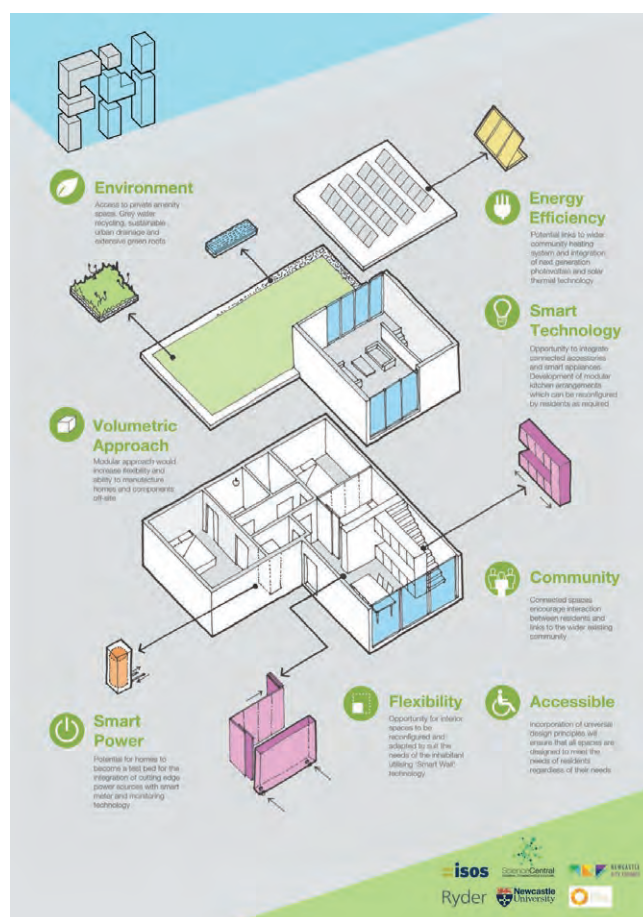 Environment
Access to private amenity
space. Grey water
recycling, sustainable
urban drainage and
extensive green roofs
Energy
Efficiency
Potential links to wider
community heating
system and integration
of next generation
photovoltaic and solar
thermal technology
Smart
Technology
Opportunity to integrate
connected accessories
and smart appliances.
Development of modular
kitchen arrangements
which can be reconfigured
by residents as required
Volumetric
Approach
Modular approach would
increase flexibility and
ability to manufacture
homes and components
off-site
Community
Connected spaces
encourage interaction
between residents and
links to the wider existing
community
Smart
Power
Potential for homes to
become a test bed for the
integration of cutting edge
power sources with smart
meter and monitoring
technology
Flexibility
Opportunity for interior
spaces to be
reconfigured and
adapted to suit the
needs of the inhabitant
utilising 'Smart Wall'
technology
Accessible
Incorporation of universal
design principles will
ensure that all spaces are
designed to meet the
needs of residents
regardless of their needs
isos
ScienceCentral
NEWCASTLE
Ryder
Newcastle
University